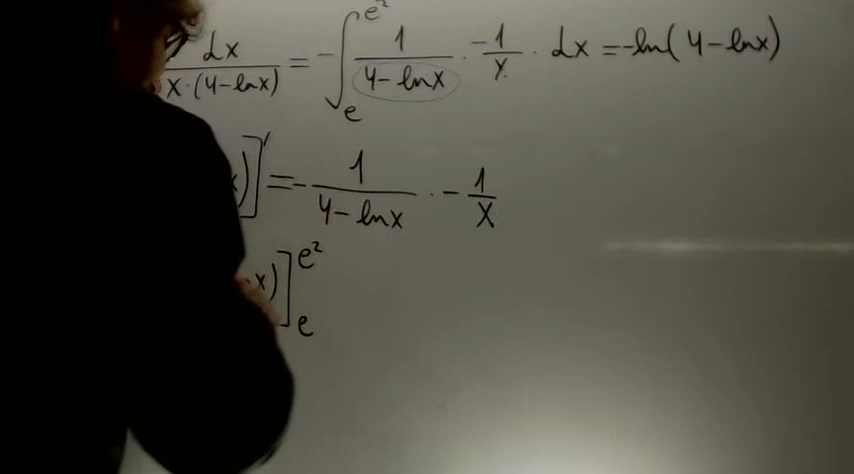 dx / x·(4-lnx) = -∫_e^{e²} 1/(4-lnx) · -1/x · dx = -ln(4-lnx)
)]' = - 1/(4-lnx) · - 1/x
x)]_e^{e²}